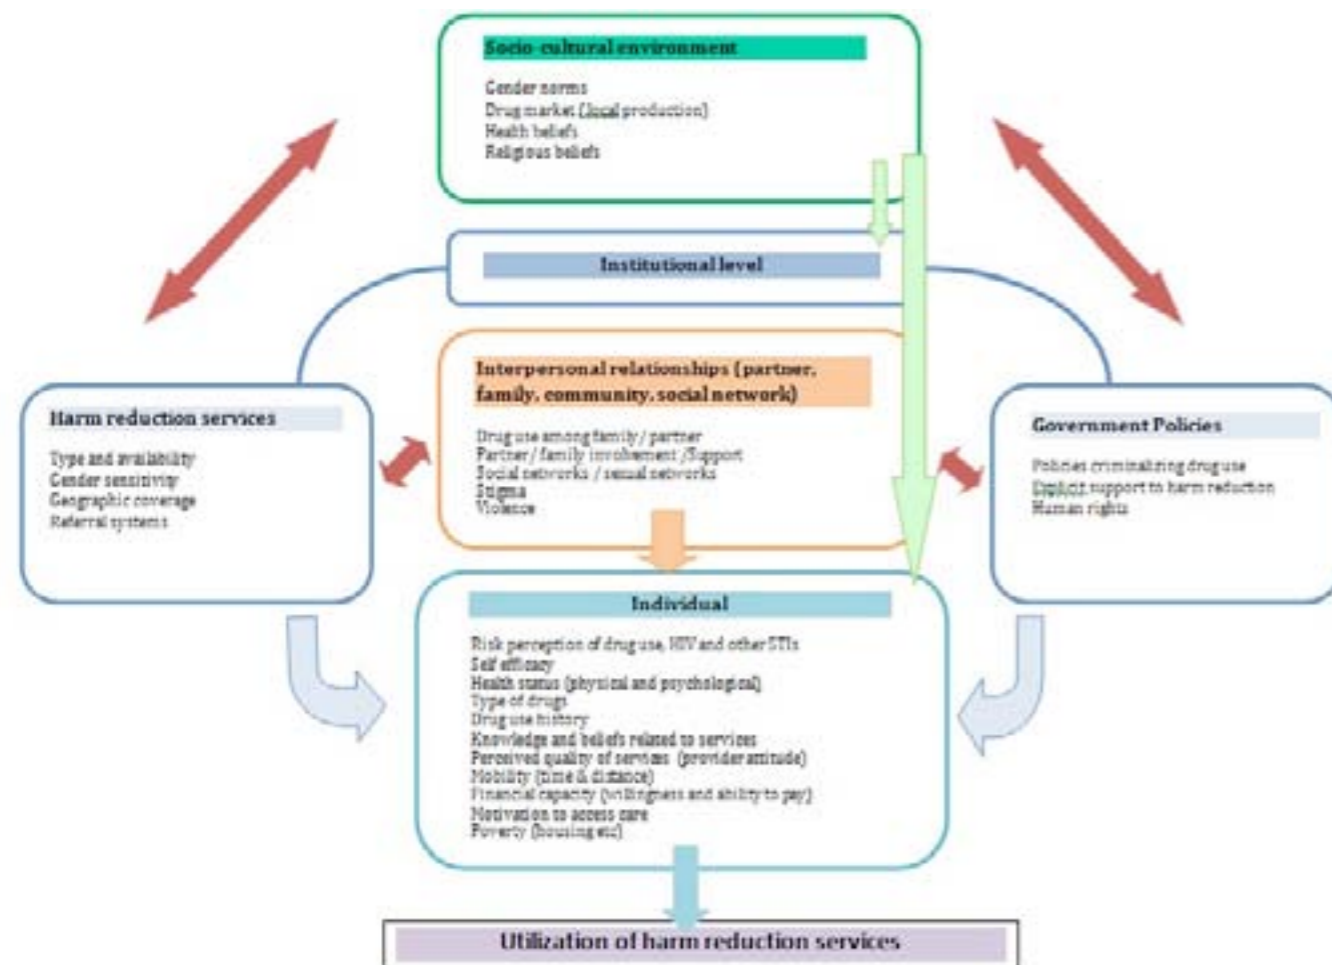 Socio-cultural environment
Gender norms
Drug market (local production)
Health beliefs
Religious beliefs
Institutional level
Interpersonal relationships (partner,
family, community, social network)
Drug use among family / partner
Partner / family involvement /Support
Social networks / sexual networks
Stigma
Violence
Harm reduction services
Type and availability
Gender sensitivity
Geographic coverage
Referral systems
Government Policies
Policies criminalizing drug use
Explicit support to harm reduction
Human rights
Individual
Risk perception of drug use, HIV and other STIs
Self efficacy
Health status (physical and psychological)
Type of drugs
Drug use history
Knowledge and beliefs related to services
Perceived quality of services (provider attitude)
Mobility (time & distance)
Financial capacity (willingness and ability to pay)
Motivation to access care
Poverty (housing etc)
Utilization of harm reduction services